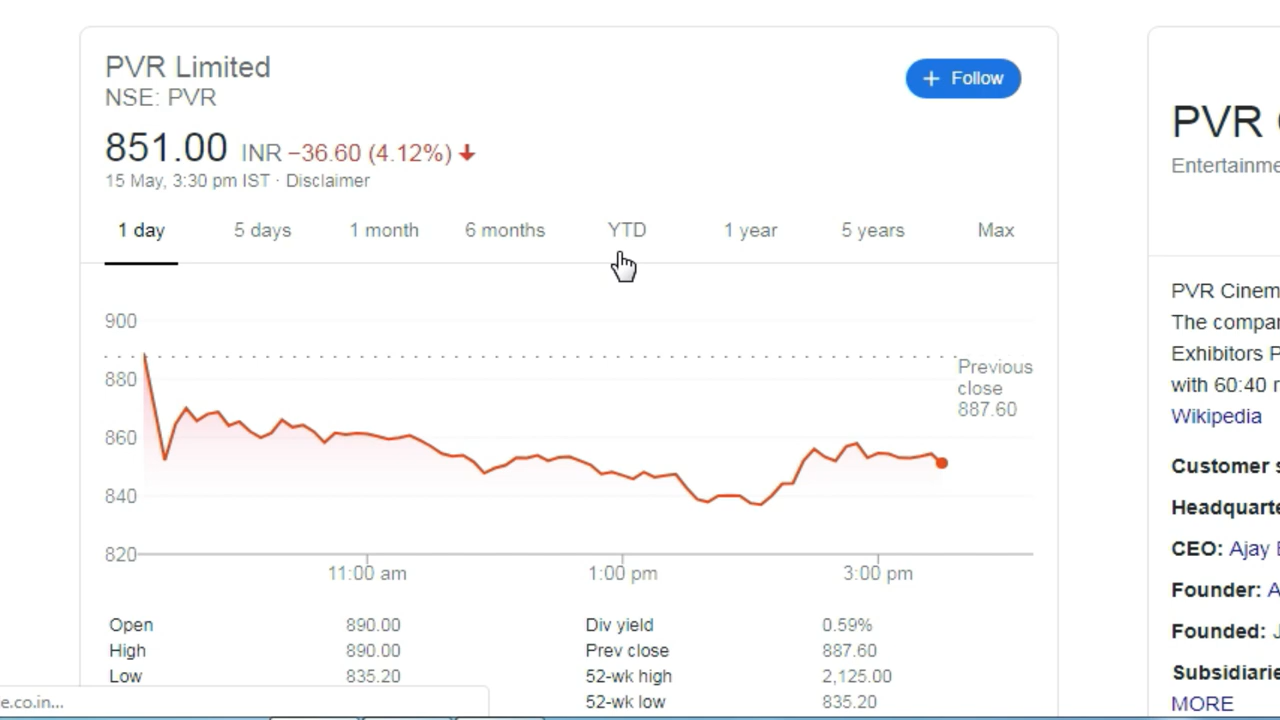 PVR Limited
NSE: PVR
+ Follow
851.00 INR −36.60 (4.12%)
15 May, 3:30 pm IST · Disclaimer
1 day 5 days 1 month 6 months YTD 1 year 5 years Max
900
880
860
840
820
Previous
close
887.60
11:00 am 1:00 pm 3:00 pm
Open 890.00 Div yield 0.59%
High 890.00 Prev close 887.60
Low 835.20 52-wk high 2,125.00
52-wk low 835.20
e.co.in...
PVR
Entertainme
PVR Cinem
The compar
Exhibitors P
with 60:40
Wikipedia
Customer s
Headquarte
CEO: Ajay
Founder: A
Founded: J
Subsidiarie
MORE